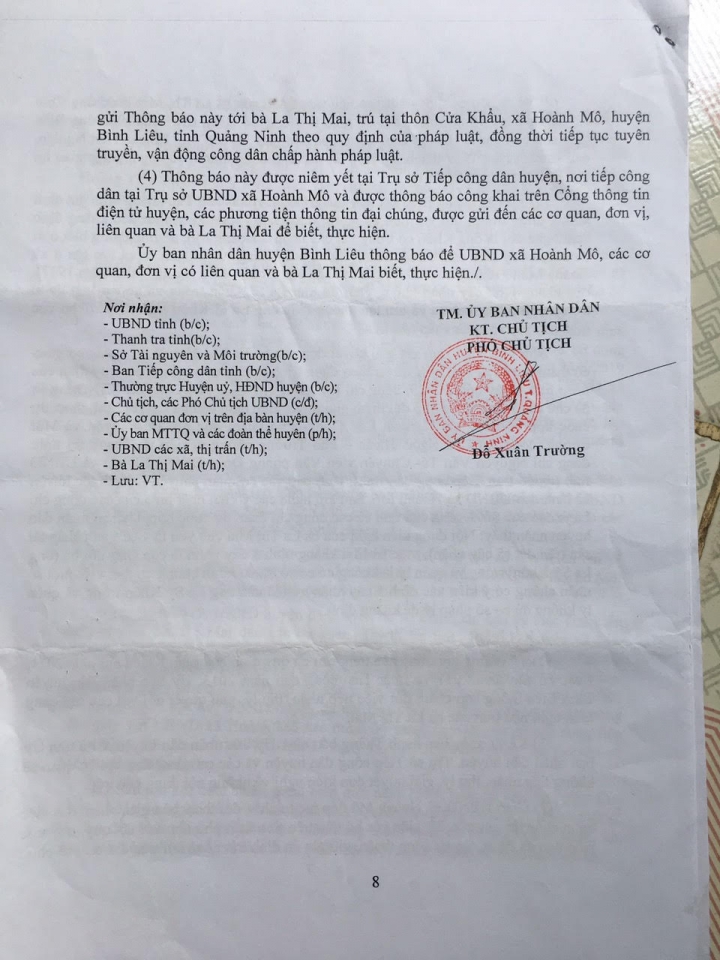 gửi Thông báo này tới bà La Thị Mai, trú tại thôn Cửa Khẩu, xã Hoành Mô, huyện
Bình Liêu, tỉnh Quảng Ninh theo quy định của pháp luật, đồng thời tiếp tục tuyên
truyền, vận động công dân chấp hành pháp luật.
(4) Thông báo này được niêm yết tại Trụ sở Tiếp công dân huyện, nơi tiếp công
dân tại Trụ sở UBND xã Hoành Mô và được thông báo công khai trên Cổng thông tin
điện tử huyện, các phương tiện thông tin đại chúng, được gửi đến các cơ quan, đơn vị,
liên quan và bà La Thị Mai để biết, thực hiện.
Ủy ban nhân dân huyện Bình Liêu thông báo để UBND xã Hoành Mô, các cơ
quan, đơn vị có liên quan và bà La Thị Mai biết, thực hiện./.
Nơi nhận:
- UBND tỉnh (b/c);
- Thanh tra tỉnh(b/c);
- Sở Tài nguyên và Môi trường(b/c);
- Ban Tiếp công dân tỉnh (b/c);
- Thường trực Huyện uỷ, HĐND huyện (b/c);
- Chủ tịch, các Phó Chủ tịch UBND (c/đ);
- Các cơ quan đơn vị trên địa bàn huyện (t/h);
- Ủy ban MTTQ và các đoàn thể huyên (p/h);
- UBND các xã, thị trấn (t/h);
- Bà La Thị Mai (t/h);
- Lưu: VT.
TM. ỦY BAN NHÂN DÂN
KT. CHỦ TỊCH
PHÓ CHỦ TỊCH
Đỗ Xuân Trường
8